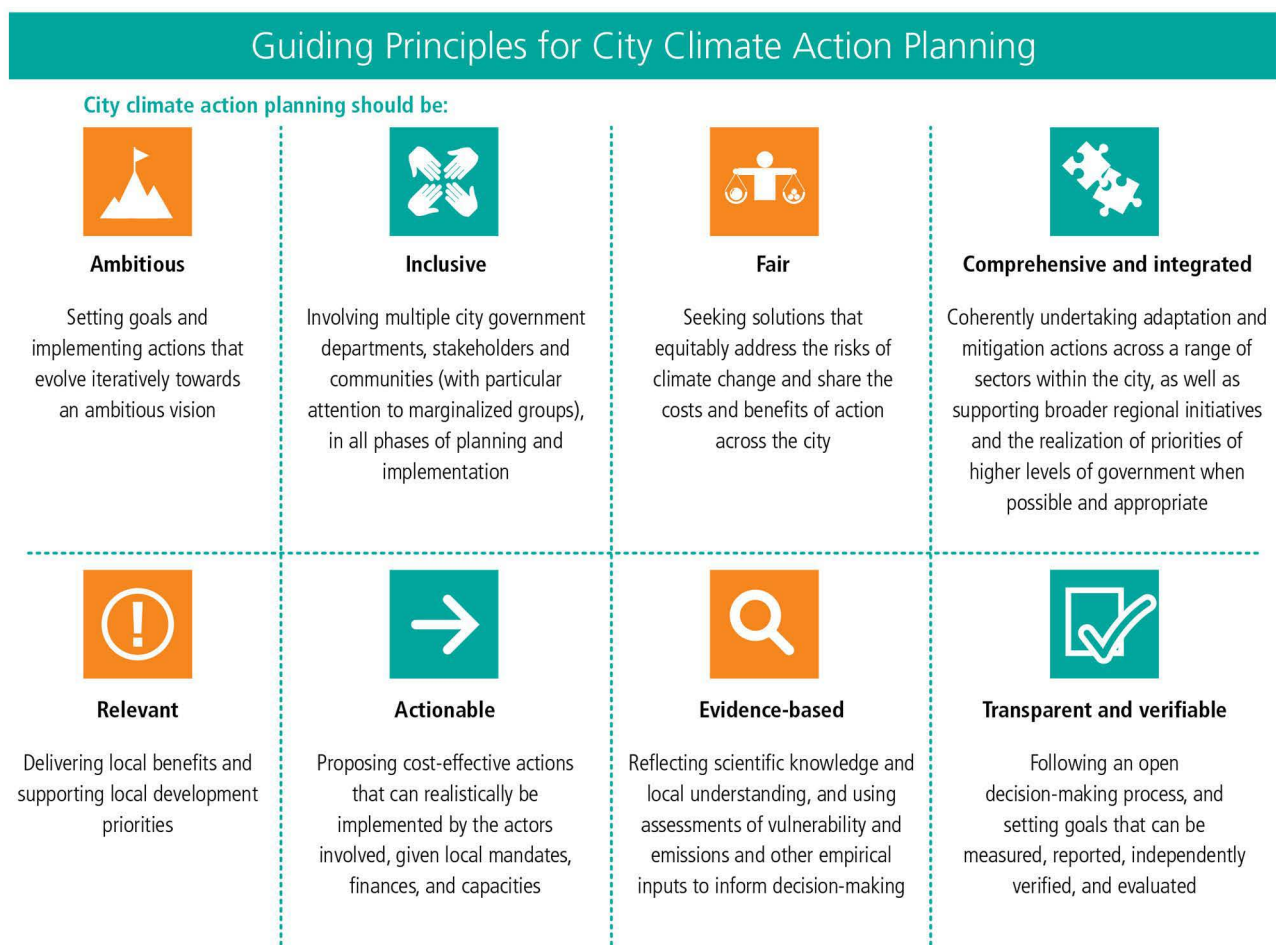 Guiding Principles for City Climate Action Planning
City climate action planning should be:
Ambitious
Setting goals and
implementing actions that
evolve iteratively towards
an ambitious vision
Inclusive
Involving multiple city government
departments, stakeholders and
communities (with particular
attention to marginalized groups),
in all phases of planning and
implementation
Fair
Seeking solutions that
equitably address the risks of
climate change and share the
costs and benefits of action
across the city
Comprehensive and integrated
Coherently undertaking adaptation and
mitigation actions across a range of
sectors within the city, as well as
supporting broader regional initiatives
and the realization of priorities of
higher levels of government when
possible and appropriate
Relevant
Delivering local benefits and
supporting local development
priorities
Actionable
Proposing cost-effective actions
that can realistically be
implemented by the actors
involved, given local mandates,
finances, and capacities
Evidence-based
Reflecting scientific knowledge and
local understanding, and using
assessments of vulnerability and
emissions and other empirical
inputs to inform decision-making
Transparent and verifiable
Following an open
decision-making process, and
setting goals that can be
measured, reported, independently
verified, and evaluated